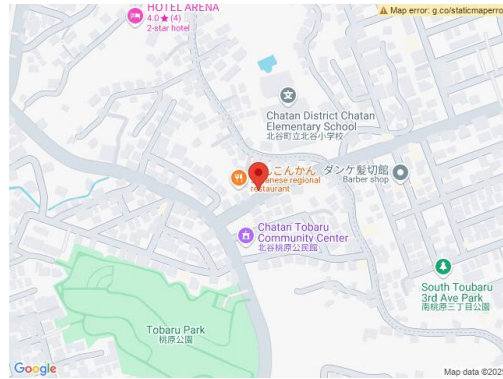 HOTEL ARENA
4.0★ (4)
2-star hotel
Map error: g.co/staticmaperro
Chatan District Chatan
Elementary School
北谷町立北谷小学校
んこんかん
anese regional
restaurant
ダンケ髪切館
Barber shop
Chatan Tobaru
Community Center
北谷桃原公民館
South Toubaru
3rd Ave Park
南桃原三丁目公園
Tobaru Park
桃原公園
Google
Map data ©202